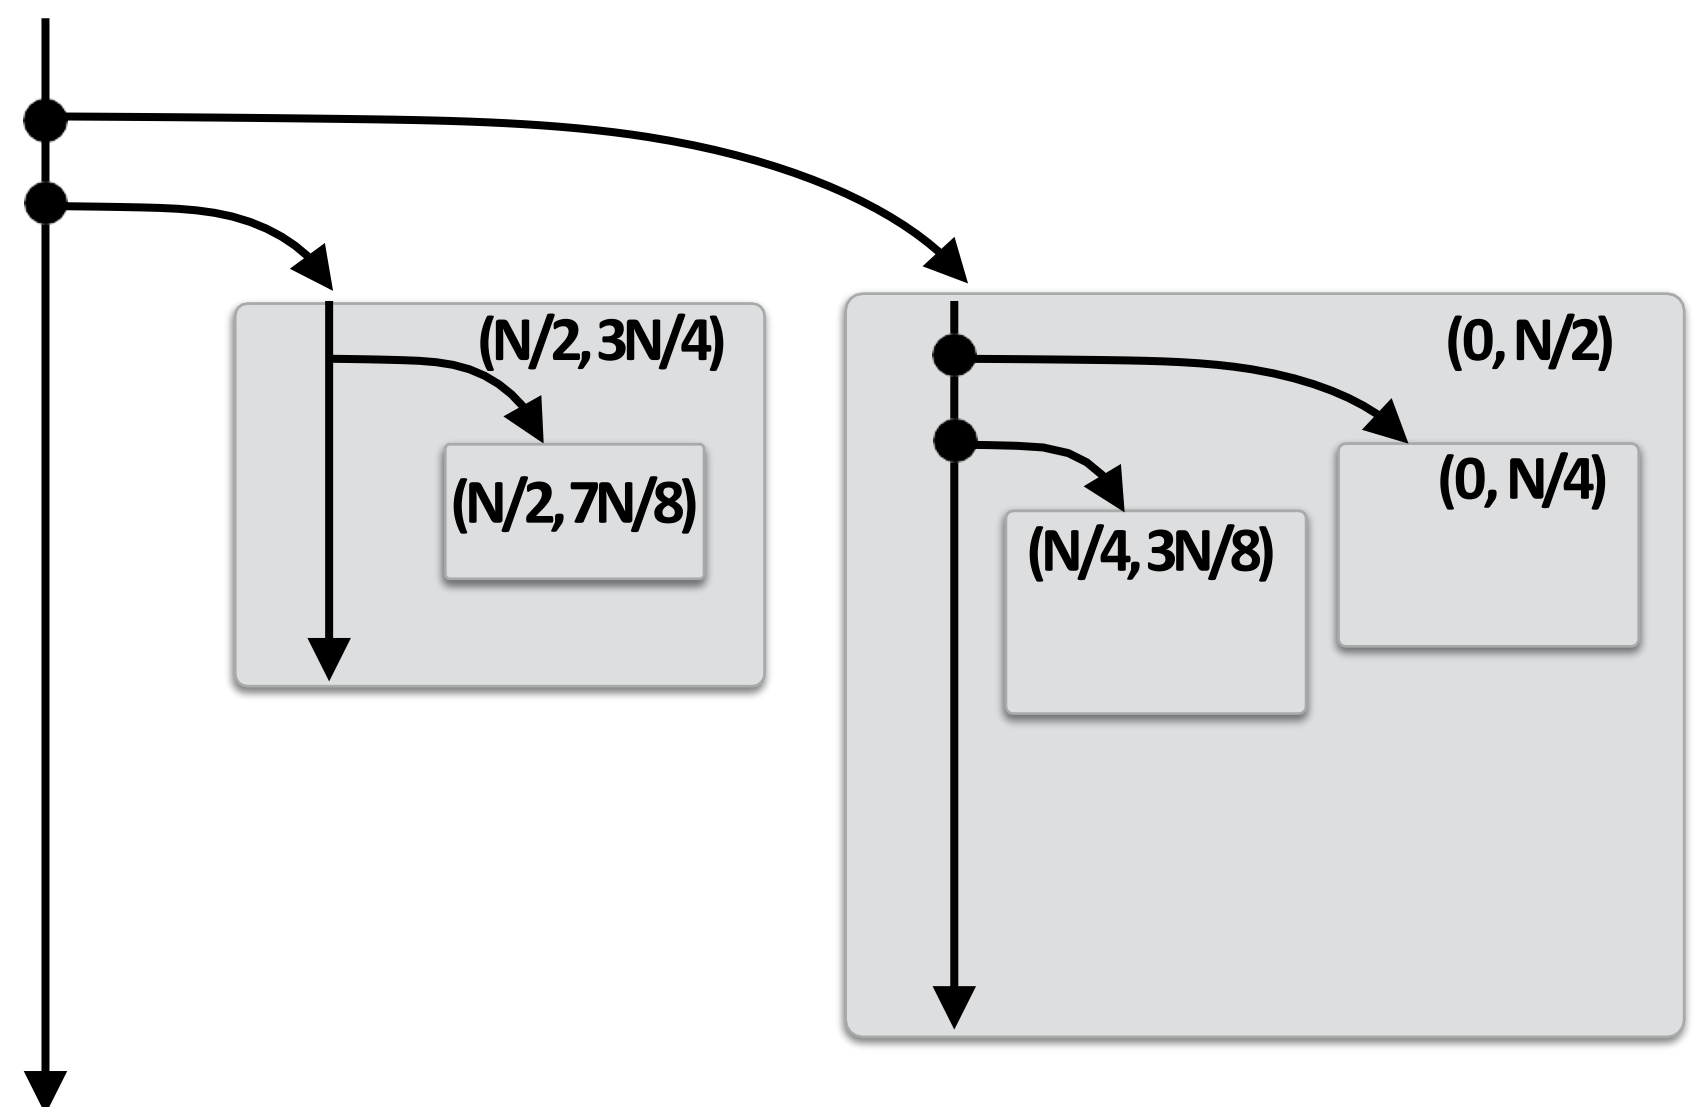 (N/2, 3N/4)
(0, N/2)
(N/2, 7N/8)
(0, N/4)
(N/4, 3N/8)